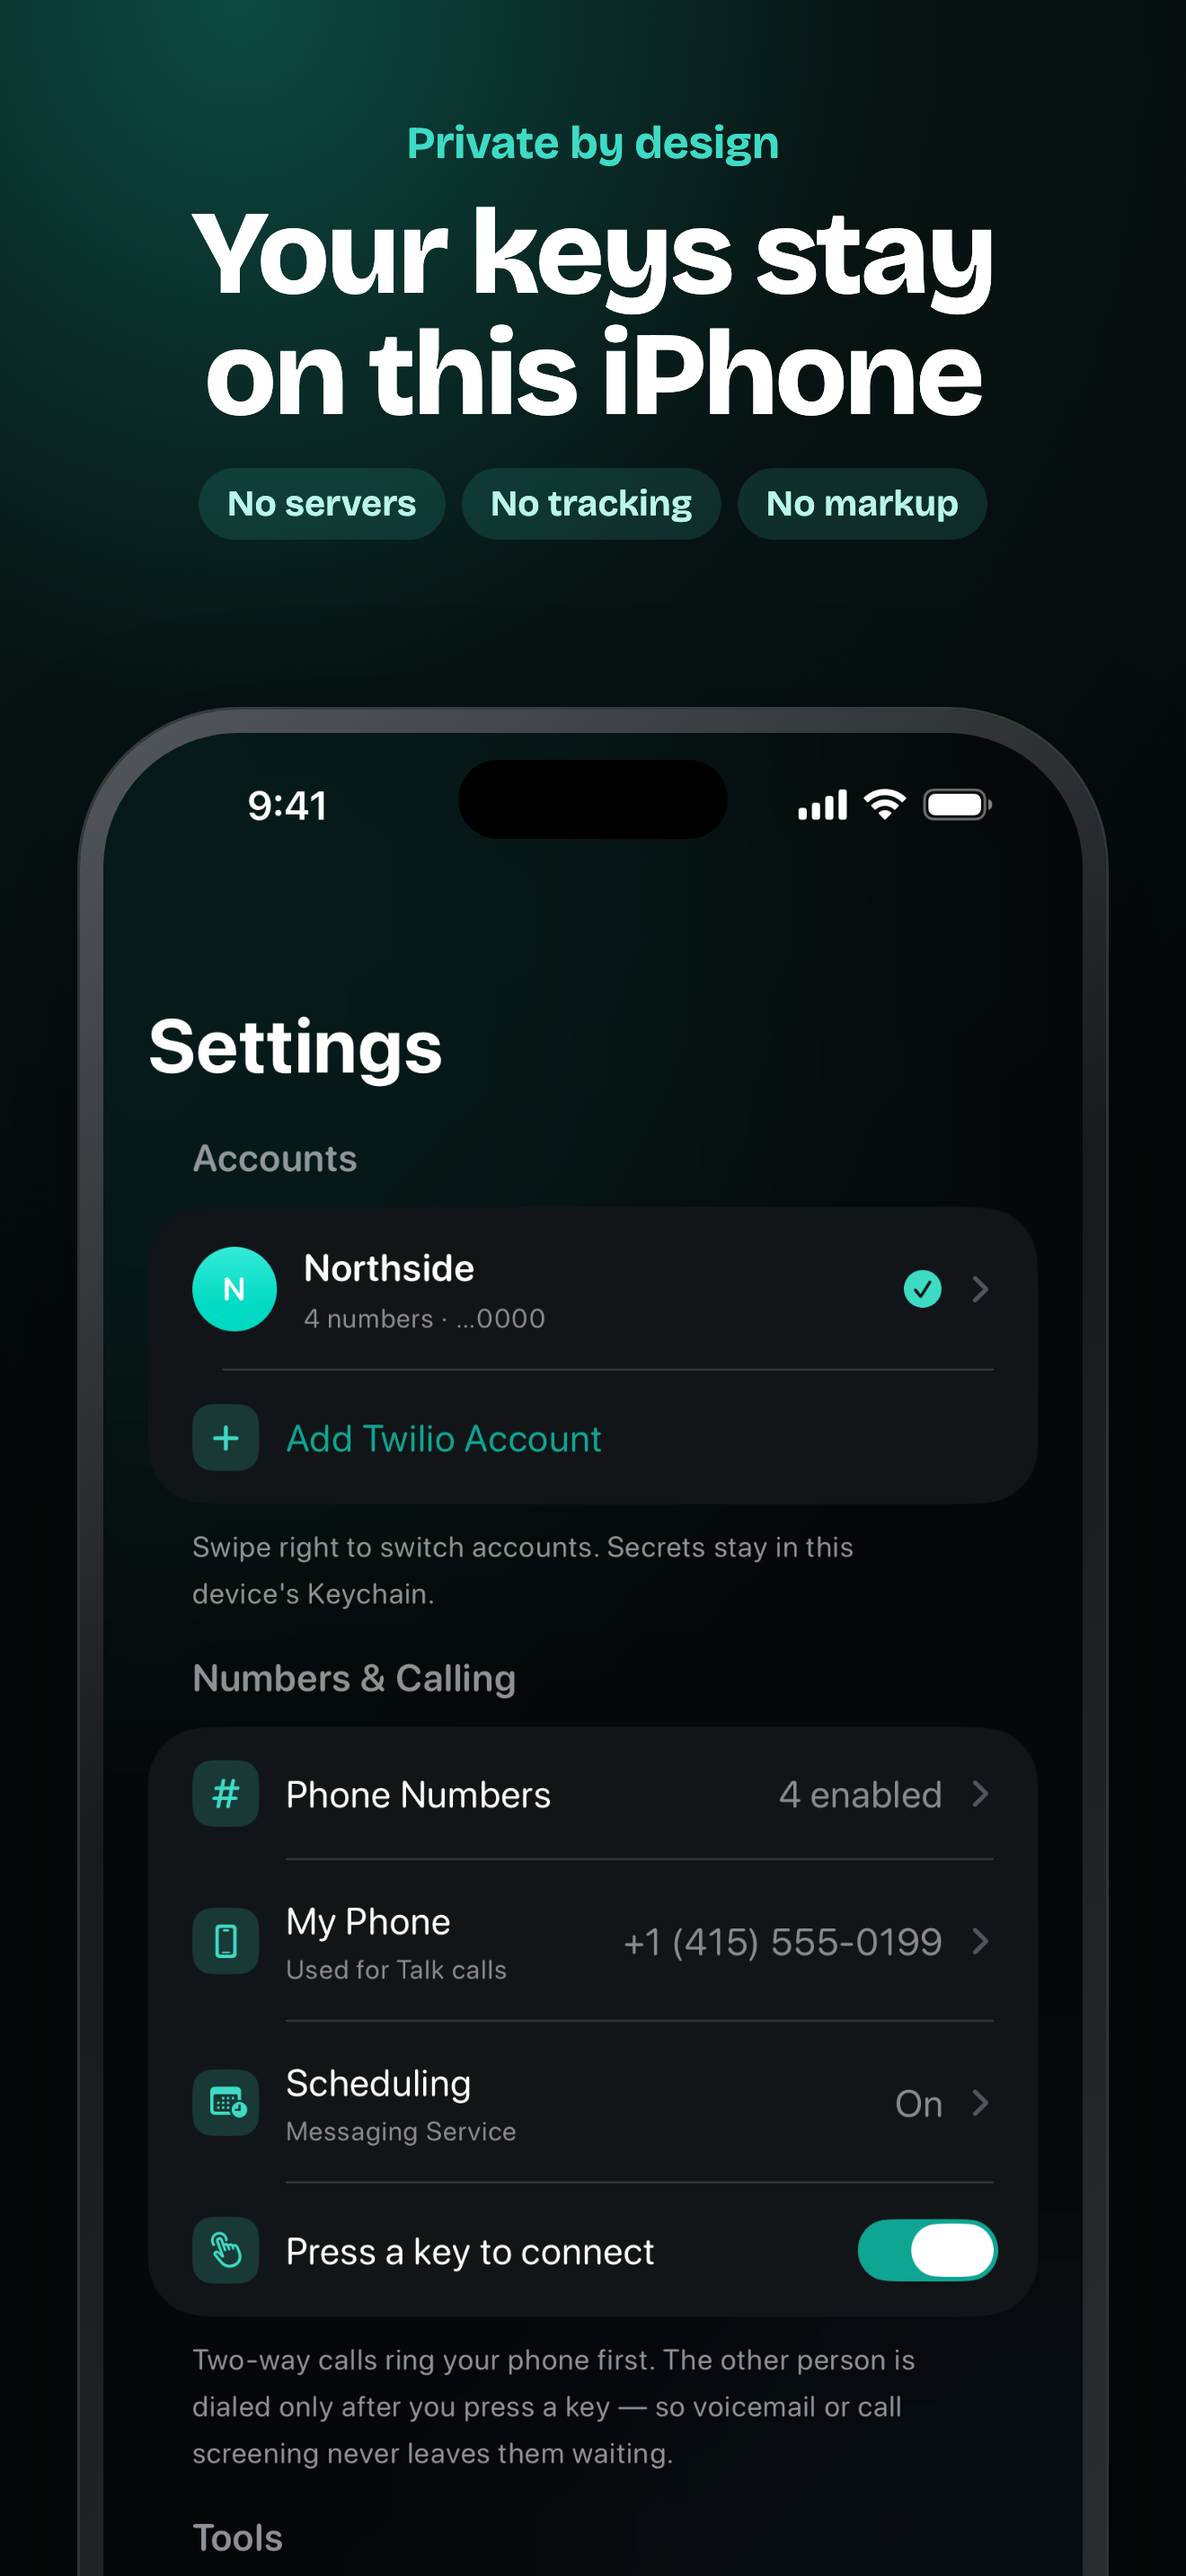 Private by design
Your keys stay
on this iPhone
No servers No tracking No markup
9:41
Settings
Accounts
N
Northside
4 numbers · ...0000
Add Twilio Account
Swipe right to switch accounts. Secrets stay in this
device's Keychain.
Numbers & Calling
Phone Numbers 4 enabled
My Phone
Used for Talk calls
+1 (415) 555-0199
Scheduling
Messaging Service
On
Press a key to connect
Two-way calls ring your phone first. The other person is
dialed only after you press a key — so voicemail or call
screening never leaves them waiting.
Tools